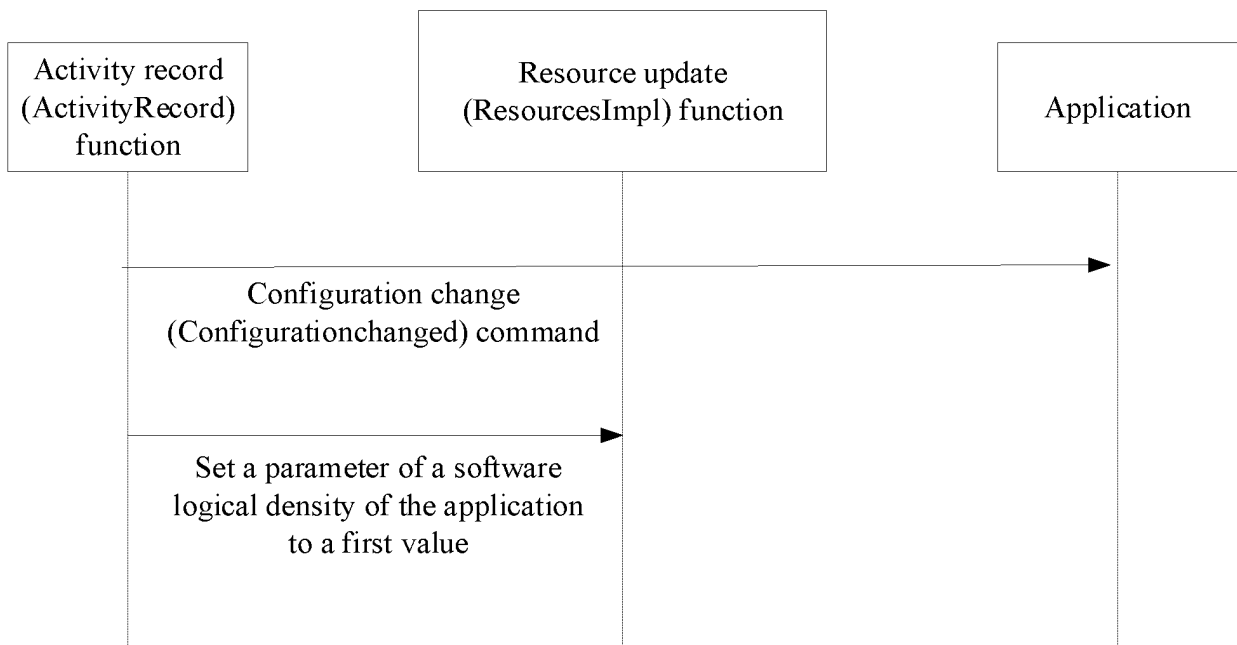 Activity record
(ActivityRecord)
function
Resource update
(ResourcesImpl) function
Application
Configuration change
(Configurationchanged) command
Set a parameter of a software
logical density of the application
to a first value